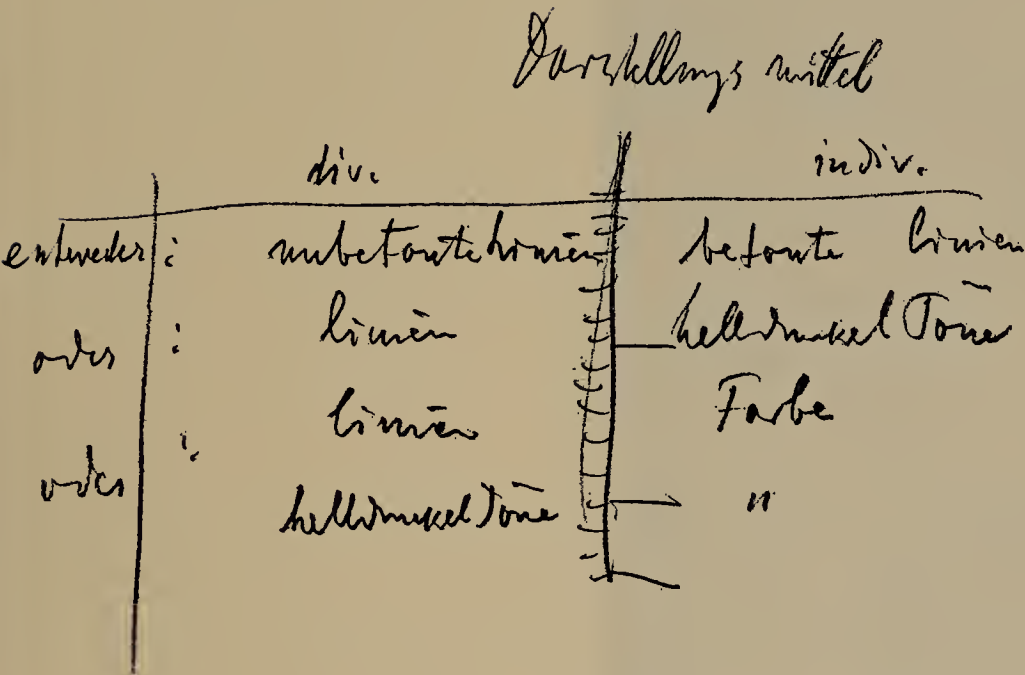 Darstellungsmittel
div. indiv.
entweder : unbetonte Linien betonte Linien
oder : Linien helldunkel Töne
: Linien Farbe
oder
helldunkel Töne "